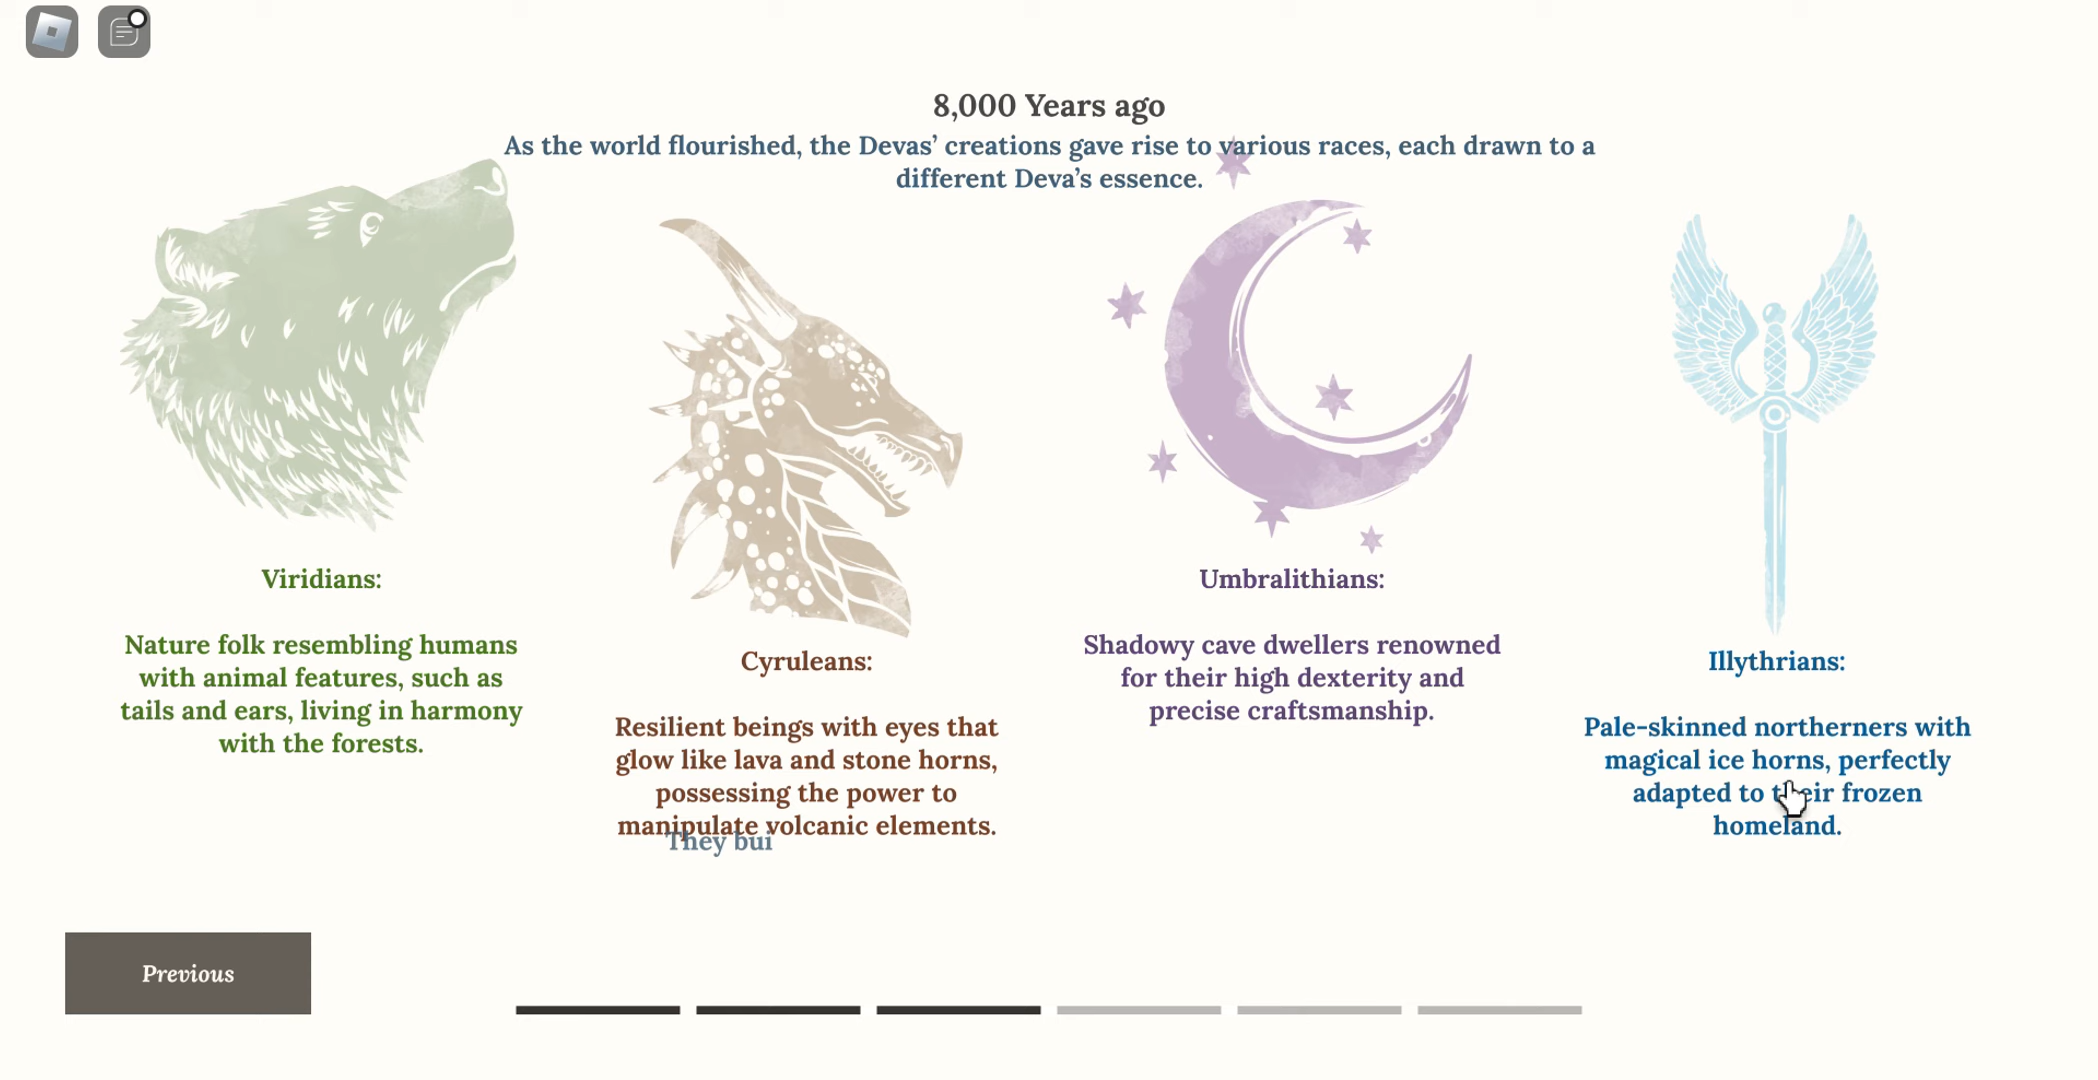 8,000 Years ago
As the world flourished, the Devas’ creations gave rise to various races, each drawn to a
different Deva’s essence.
Viridians:
Nature folk resembling humans
with animal features, such as
tails and ears, living in harmony
with the forests.
Cyruleans:
Resilient beings with eyes that
glow like lava and stone horns,
possessing the power to
manipulate volcanic elements.
Umbralithians:
Shadowy cave dwellers renowned
for their high dexterity and
precise craftsmanship.
Illythrians:
Pale-skinned northerners with
magical ice horns, perfectly
adapted to their frozen
homeland.
They bui
Previous